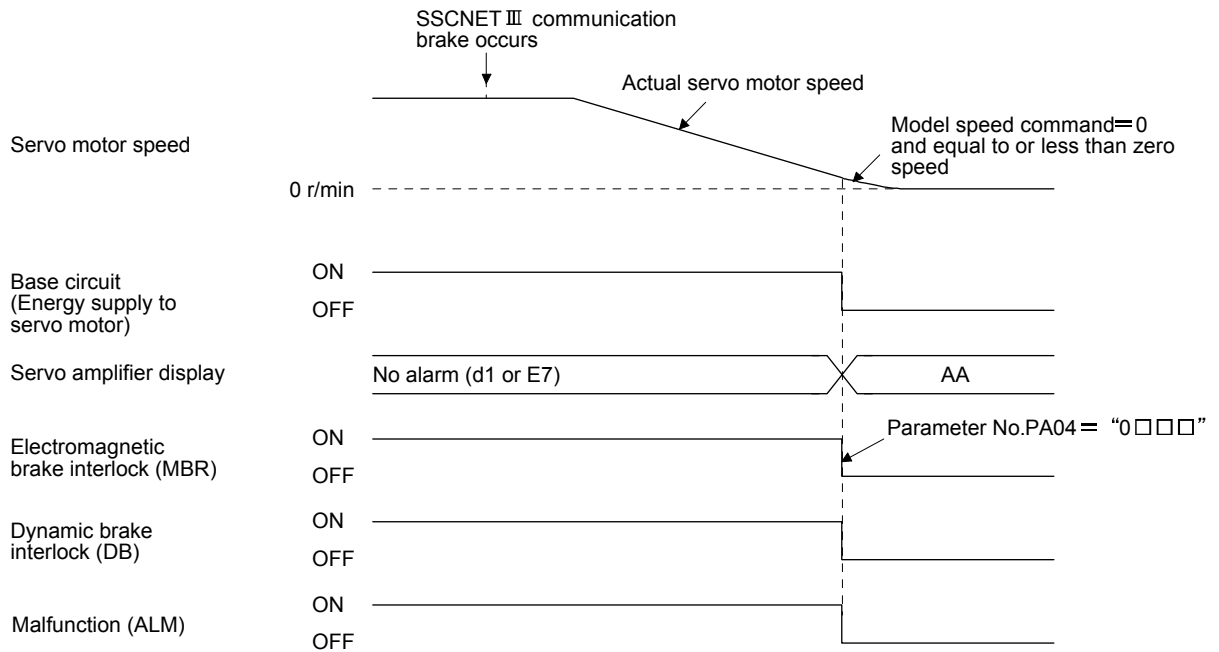 SSCNET Ⅲ communication
brake occurs
Actual servo motor speed
Model speed command＝0
and equal to or less than zero
speed
Servo motor speed
0 r/min
Base circuit
(Energy supply to
servo motor)
ON
OFF
Servo amplifier display
No alarm (d1 or E7)
AA
Electromagnetic
brake interlock (MBR)
ON
OFF
Parameter No.PA04＝ “0□□□”
Dynamic brake
interlock (DB)
ON
OFF
Malfunction (ALM)
ON
OFF